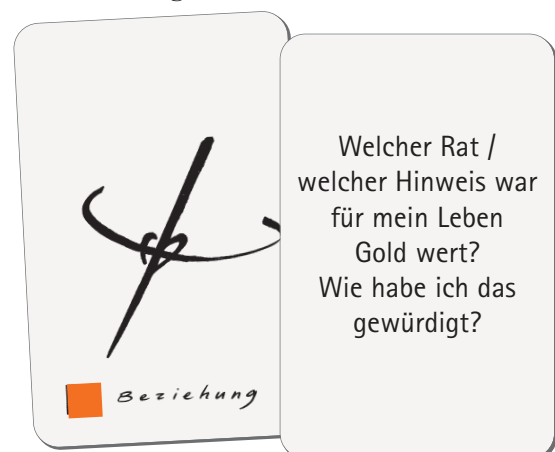 Beziehung
Welcher Rat /
welcher Hinweis war
für mein Leben
Gold wert?
Wie habe ich das
gewürdigt?